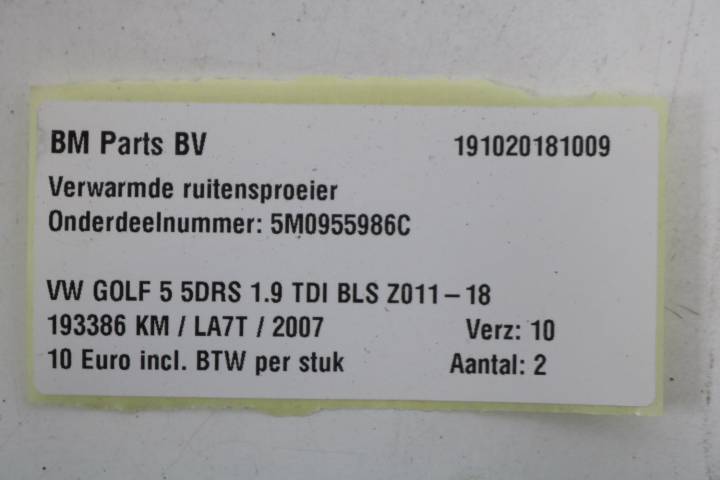 BM Parts BV 191020181009
Verwarmde ruitensproeier
Onderdeelnummer: 5M0955986C
VW GOLF 5 5DRS 1.9 TDI BLS Z011-18
193386 KM / LA7T / 2007 Verz: 10
10 Euro incl. BTW per stuk Aantal: 2